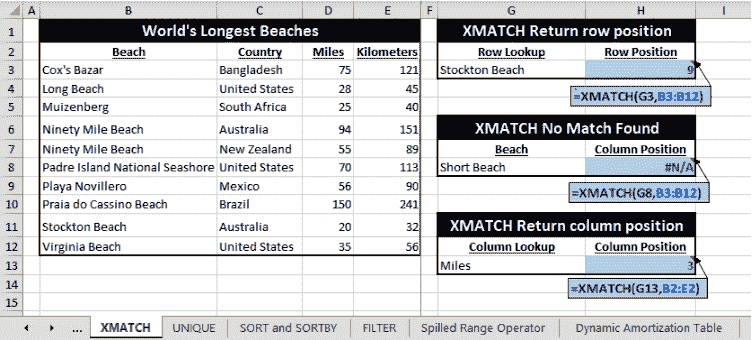 A B C D E F G H I
1 World's Longest Beaches XMATCH Return row position
2 Beach Country Miles Kilometers Row Lookup Row Position
3 Cox's Bazar Bangladesh 75 121 Stockton Beach 9
4 Long Beach United States 28 45 =XMATCH(G3,B3:B12)
5 Muizenberg South Africa 25 40
6 Ninety Mile Beach Australia 94 151 XMATCH No Match Found
7 Ninety Mile Beach New Zealand 55 89 Beach Column Position
8 Padre Island National Seashore United States 70 113 Short Beach #N/A
9 Playa Novillero Mexico 56 90 =XMATCH(G8,B3:B12)
10 Praia do Cassino Beach Brazil 150 241
11 Stockton Beach Australia 20 32 XMATCH Return column position
12 Virginia Beach United States 35 56 Column Lookup Column Position
13 Miles 3
14 =XMATCH(G13,B2:E2)
15
... XMATCH UNIQUE SORT and SORTBY FILTER Spilled Range Operator Dynamic Amortization Table